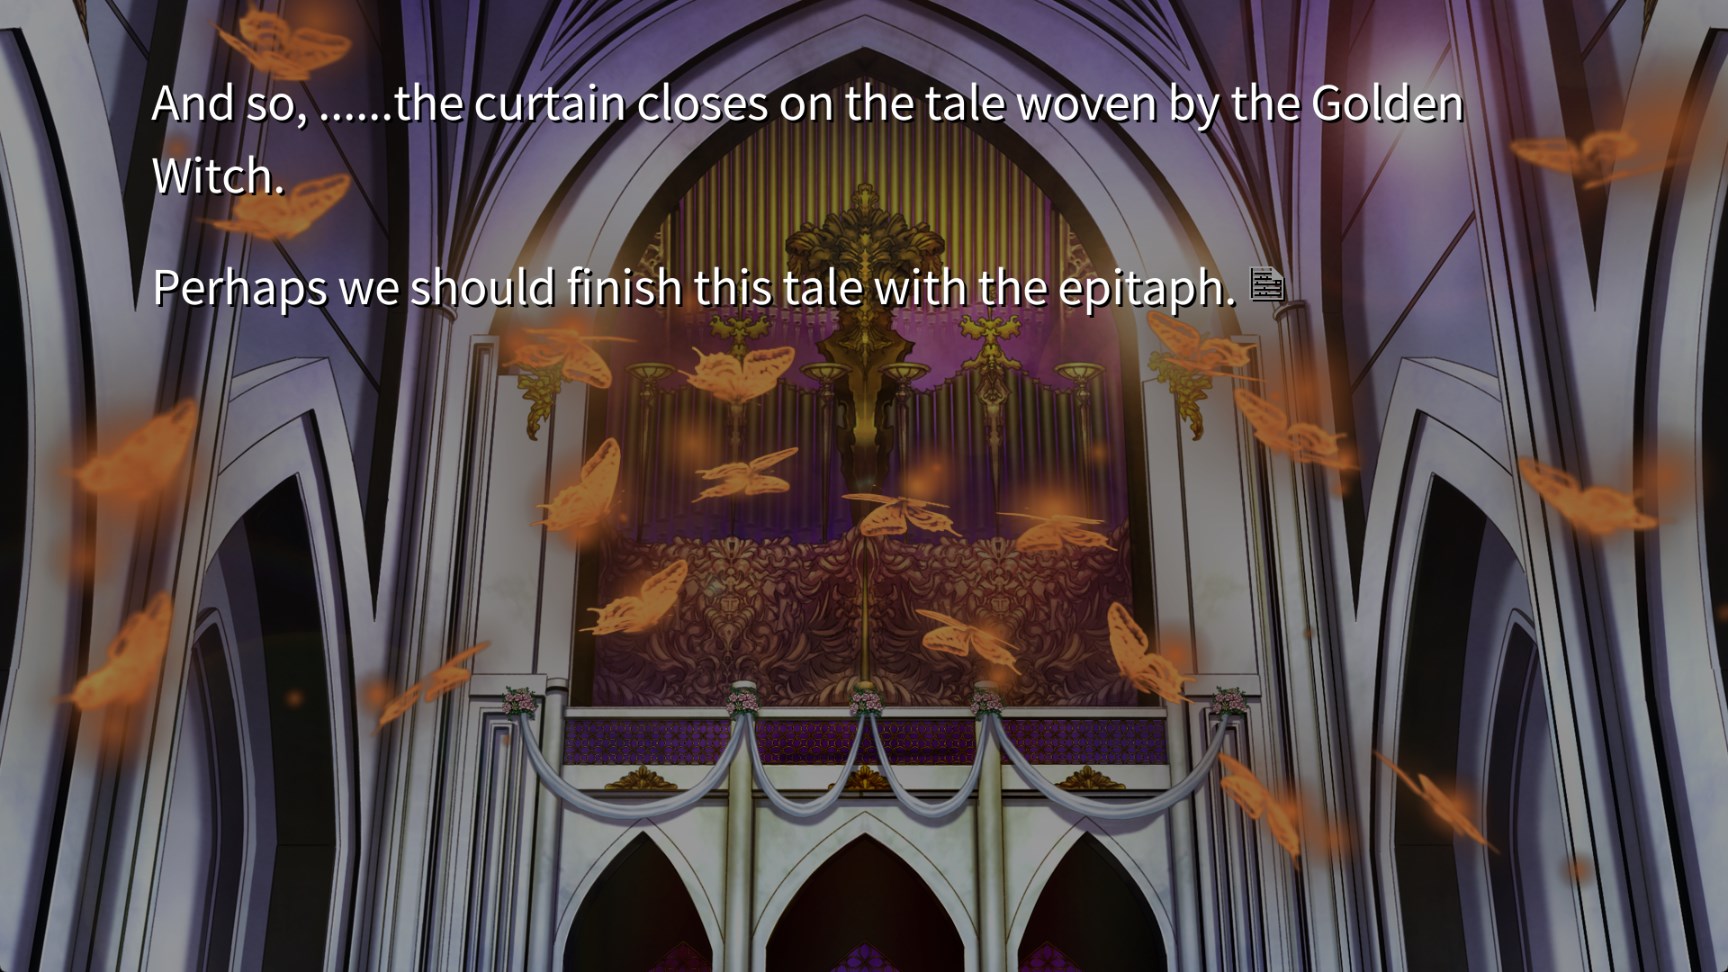 And so, ......the curtain closes on the tale woven by the Golden
Witch.
Perhaps we should finish this tale with the epitaph.